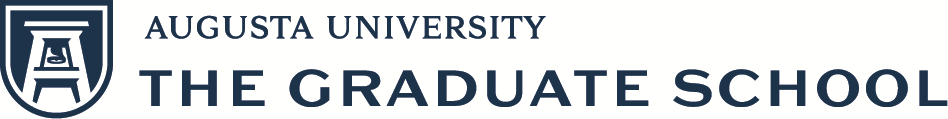 AUGUSTA UNIVERSITY
THE GRADUATE SCHOOL